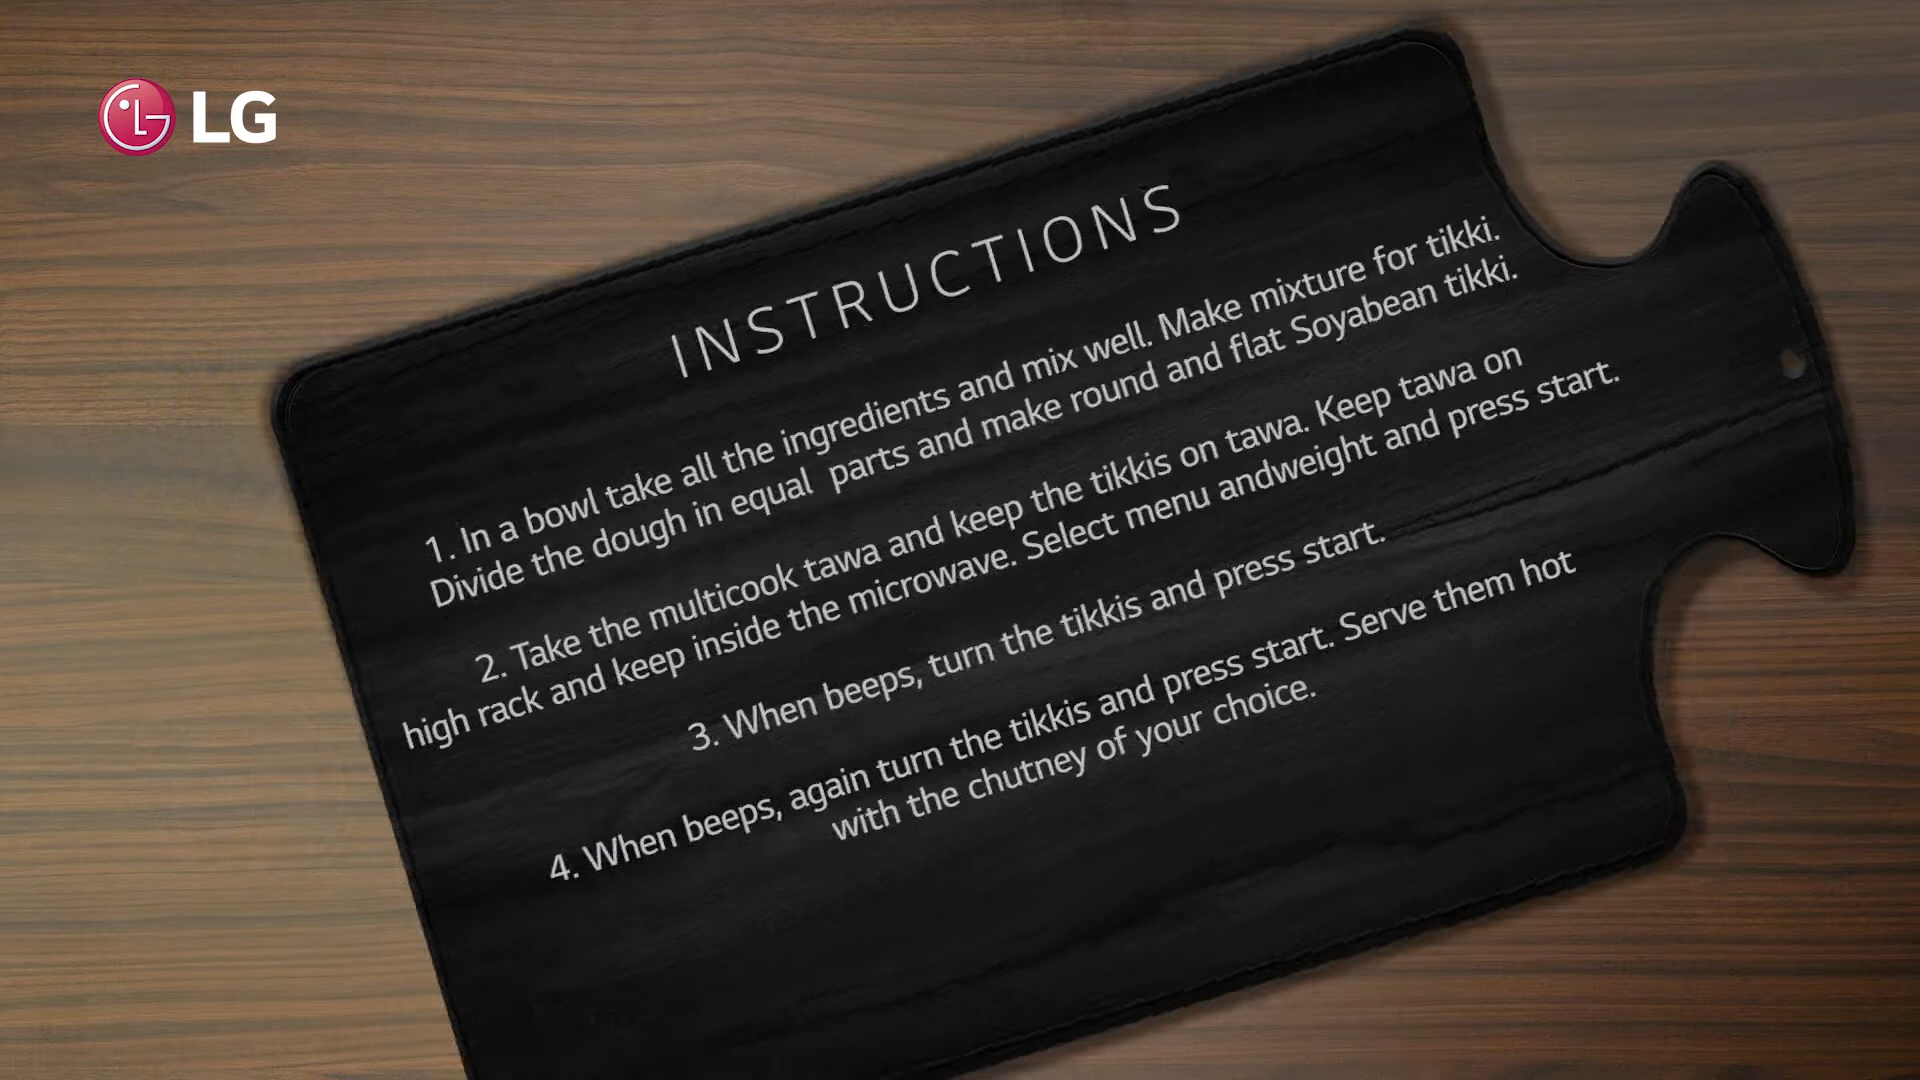 LG
INSTRUCTIONS
1. In a bowl take all the ingredients and mix well. Make mixture for tikki.
Divide the dough in equal  parts and make round and flat Soyabean tikki.
2. Take the multicook tawa and keep the tikkis on tawa. Keep tawa on
high rack and keep inside the microwave. Select menu andweight and press start.
3. When beeps, turn the tikkis and press start.
4. When beeps, again turn the tikkis and press start. Serve them hot
with the chutney of your choice.